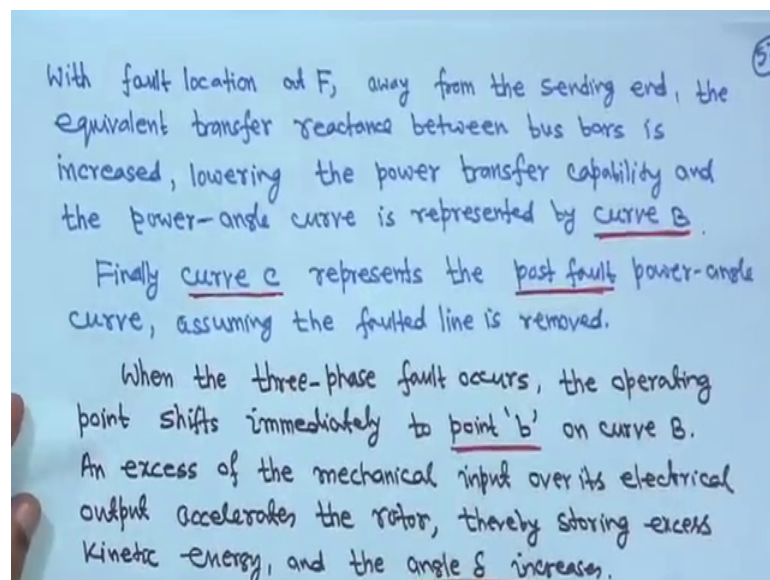 With fault location at F, away from the sending end, the
equivalent transfer reactance between bus bars is
increased, lowering the power transfer capability and
the power-angle curve is represented by curve B.
Finally curve C represents the post fault power-angle
curve, assuming the faulted line is removed.
When the three-phase fault occurs, the operating
point shifts immediately to point 'b' on curve B.
An excess of the mechanical input over its electrical
output accelerates the rotor, thereby storing excess
kinetic energy, and the angle δ increases.